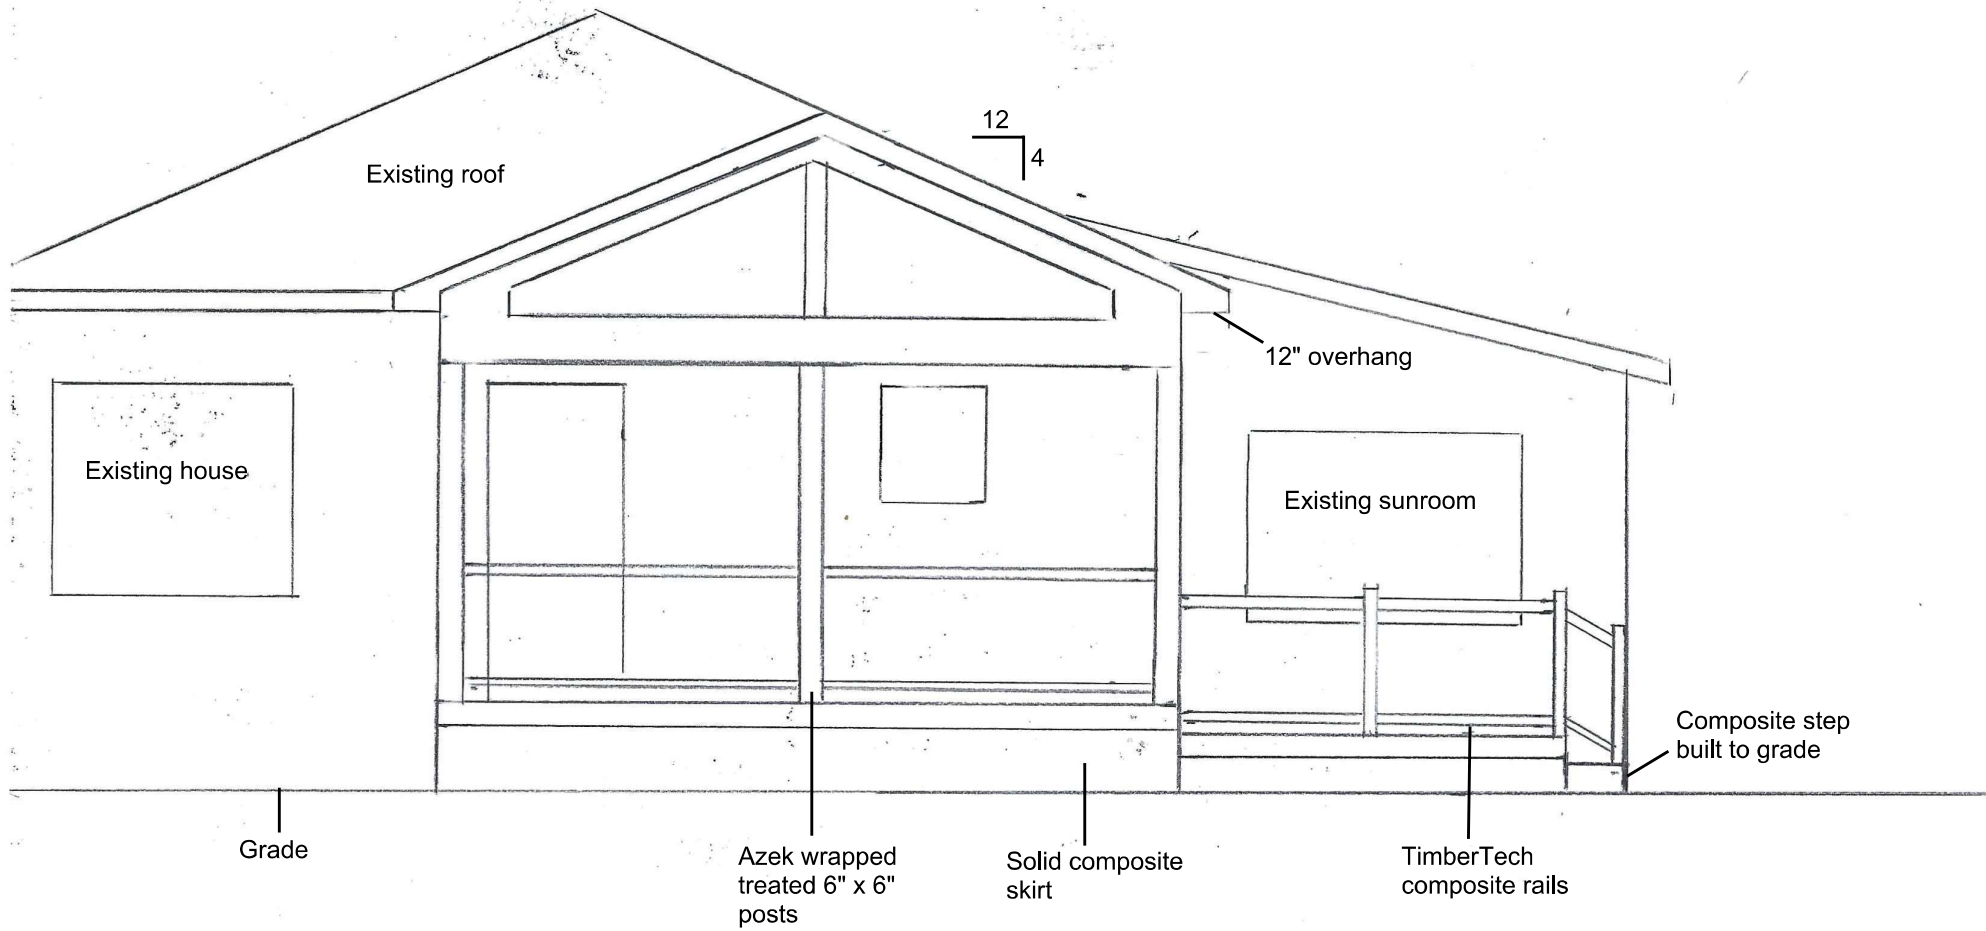 12
4
Existing roof
12" overhang
Existing house
Existing sunroom
Composite step
built to grade
Grade
Azek wrapped
treated 6" x 6"
posts
Solid composite
skirt
TimberTech
composite rails